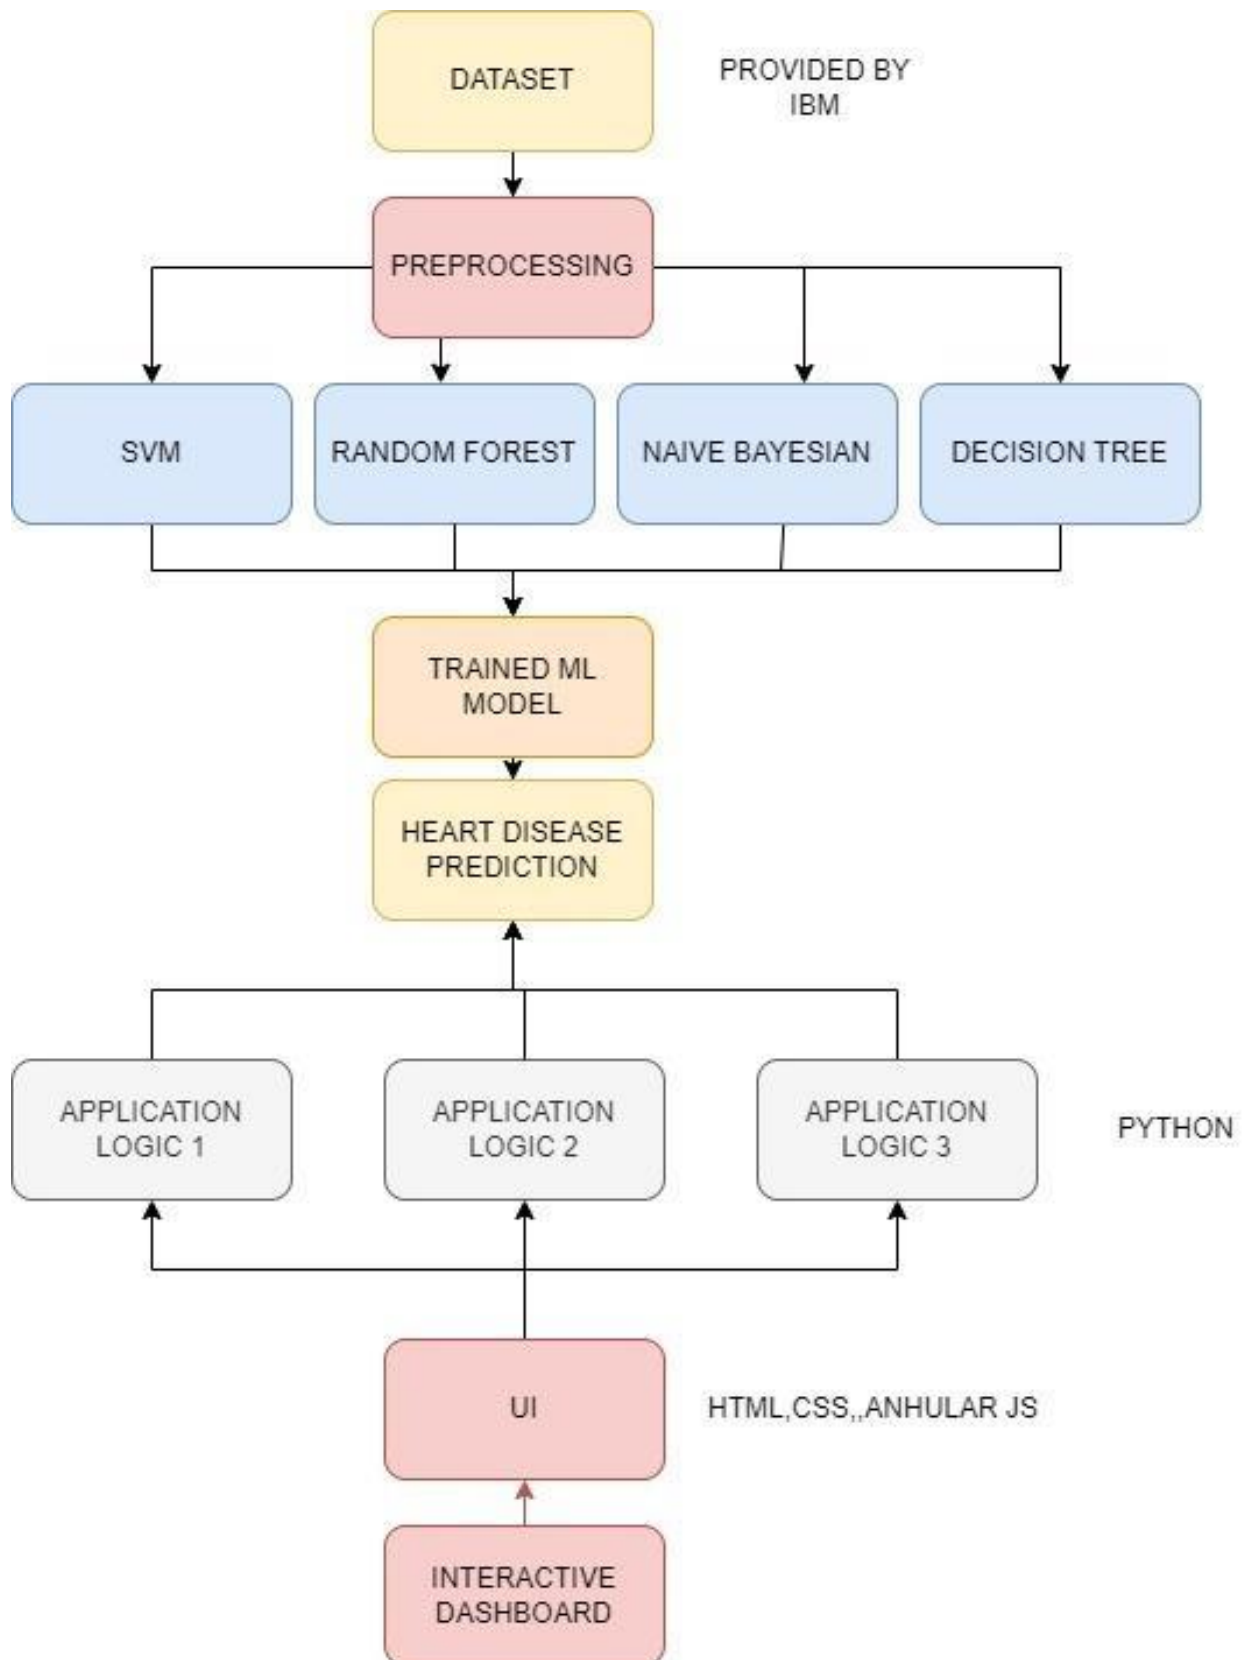 DATASET
PROVIDED BY
IBM
PREPROCESSING
SVM
RANDOM FOREST
NAIVE BAYESIAN
DECISION TREE
TRAINED ML
MODEL
HEART DISEASE
PREDICTION
APPLICATION
LOGIC 1
APPLICATION
LOGIC 2
APPLICATION
LOGIC 3
PYTHON
UI
HTML,CSS,,ANHULAR JS
INTERACTIVE
DASHBOARD